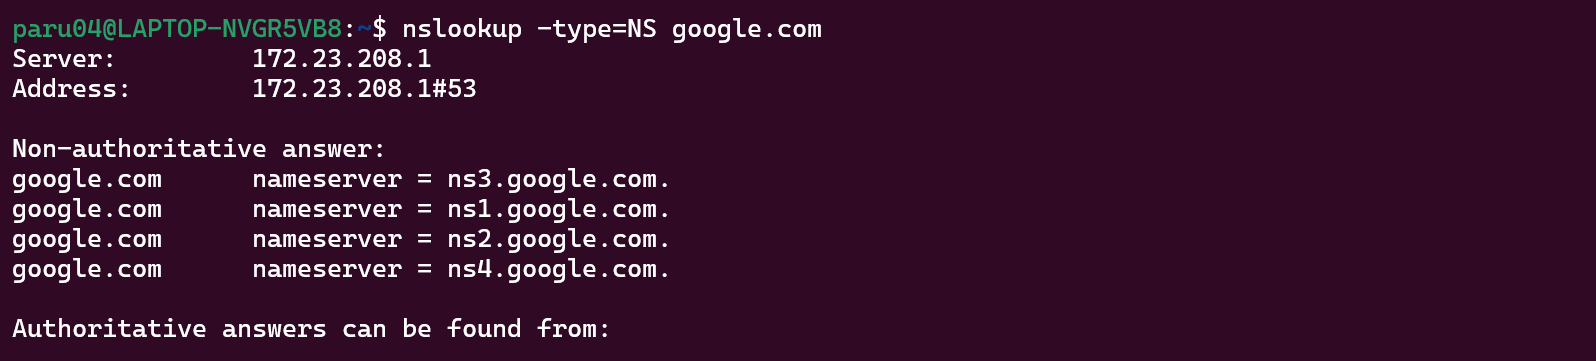 paru04@LAPTOP-NVGR5VB8:~$ nslookup -type=NS google.com
Server:         172.23.208.1
Address:        172.23.208.1#53

Non-authoritative answer:
google.com      nameserver = ns3.google.com.
google.com      nameserver = ns1.google.com.
google.com      nameserver = ns2.google.com.
google.com      nameserver = ns4.google.com.

Authoritative answers can be found from: